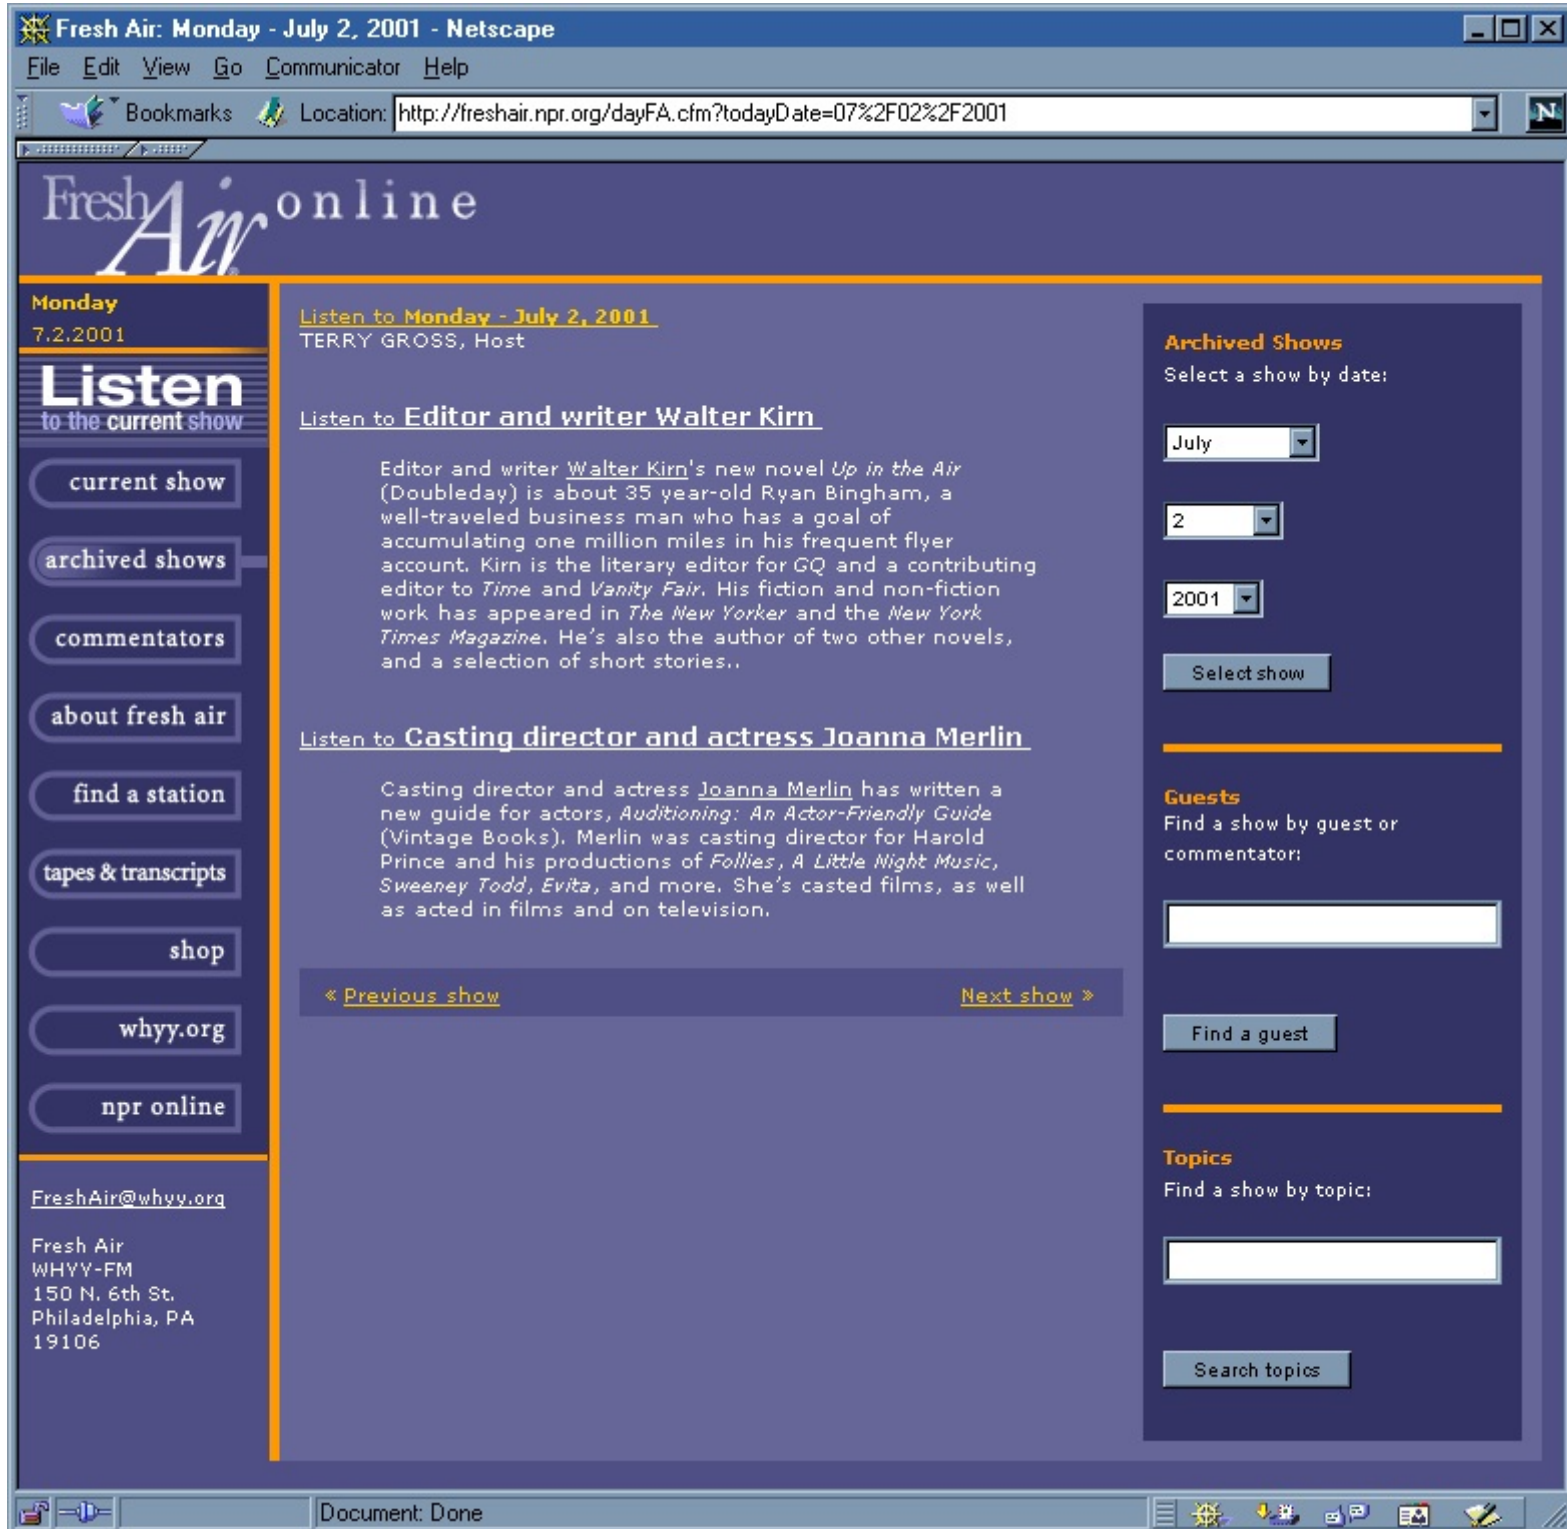 Fresh Air: Monday - July 2, 2001 - Netscape
File Edit View Go Communicator Help
Bookmarks Location: http://freshair.npr.org/dayFA.cfm?todayDate=07%2F02%2F2001 N
Fresh Air® online
Monday
7.2.2001
Listen
to the current show
current show
archived shows
commentators
about fresh air
find a station
tapes & transcripts
shop
whyy.org
npr online
FreshAir@whyy.org
Fresh Air
WHYY-FM
150 N. 6th St.
Philadelphia, PA
19106
Listen to Monday - July 2, 2001
TERRY GROSS, Host
Listen to Editor and writer Walter Kirn
Editor and writer Walter Kirn's new novel Up in the Air
(Doubleday) is about 35 year-old Ryan Bingham, a
well-traveled business man who has a goal of
accumulating one million miles in his frequent flyer
account. Kirn is the literary editor for GQ and a contributing
editor to Time and Vanity Fair. His fiction and non-fiction
work has appeared in The New Yorker and the New York
Times Magazine. He's also the author of two other novels,
and a selection of short stories..
Listen to Casting director and actress Joanna Merlin
Casting director and actress Joanna Merlin has written a
new guide for actors, Auditioning: An Actor-Friendly Guide
(Vintage Books). Merlin was casting director for Harold
Prince and his productions of Follies, A Little Night Music,
Sweeney Todd, Evita, and more. She's casted films, as well
as acted in films and on television.
« Previous show Next show »
Archived Shows
Select a show by date:
July
2
2001
Select show
Guests
Find a show by guest or
commentator:
Find a guest
Topics
Find a show by topic:
Search topics
Document: Done